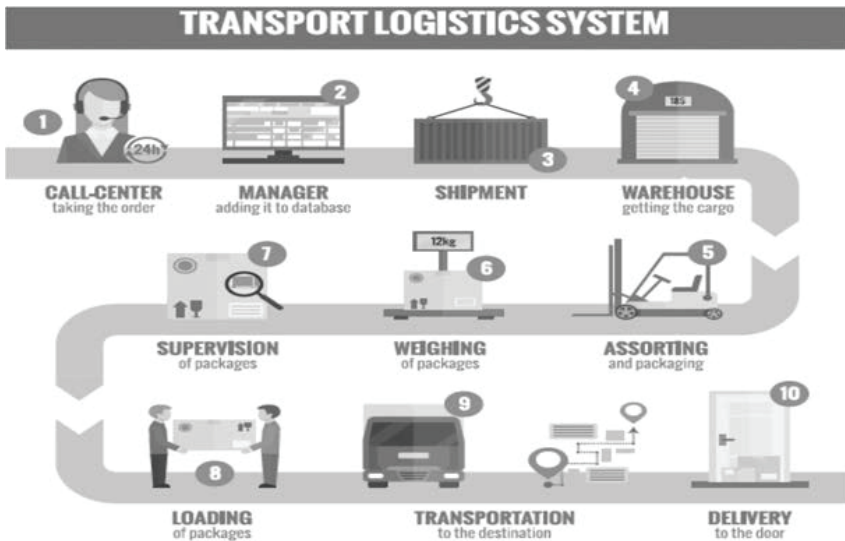 TRANSPORT LOGISTICS SYSTEM
1
24h
2
3
4
CALL-CENTER
taking the order
MANAGER
adding it to database
SHIPMENT
WAREHOUSE
getting the cargo
7
12kg
6
5
SUPERVISION
of packages
WEIGHING
of packages
ASSORTING
and packaging
8
9
10
LOADING
of packages
TRANSPORTATION
to the destination
DELIVERY
to the door